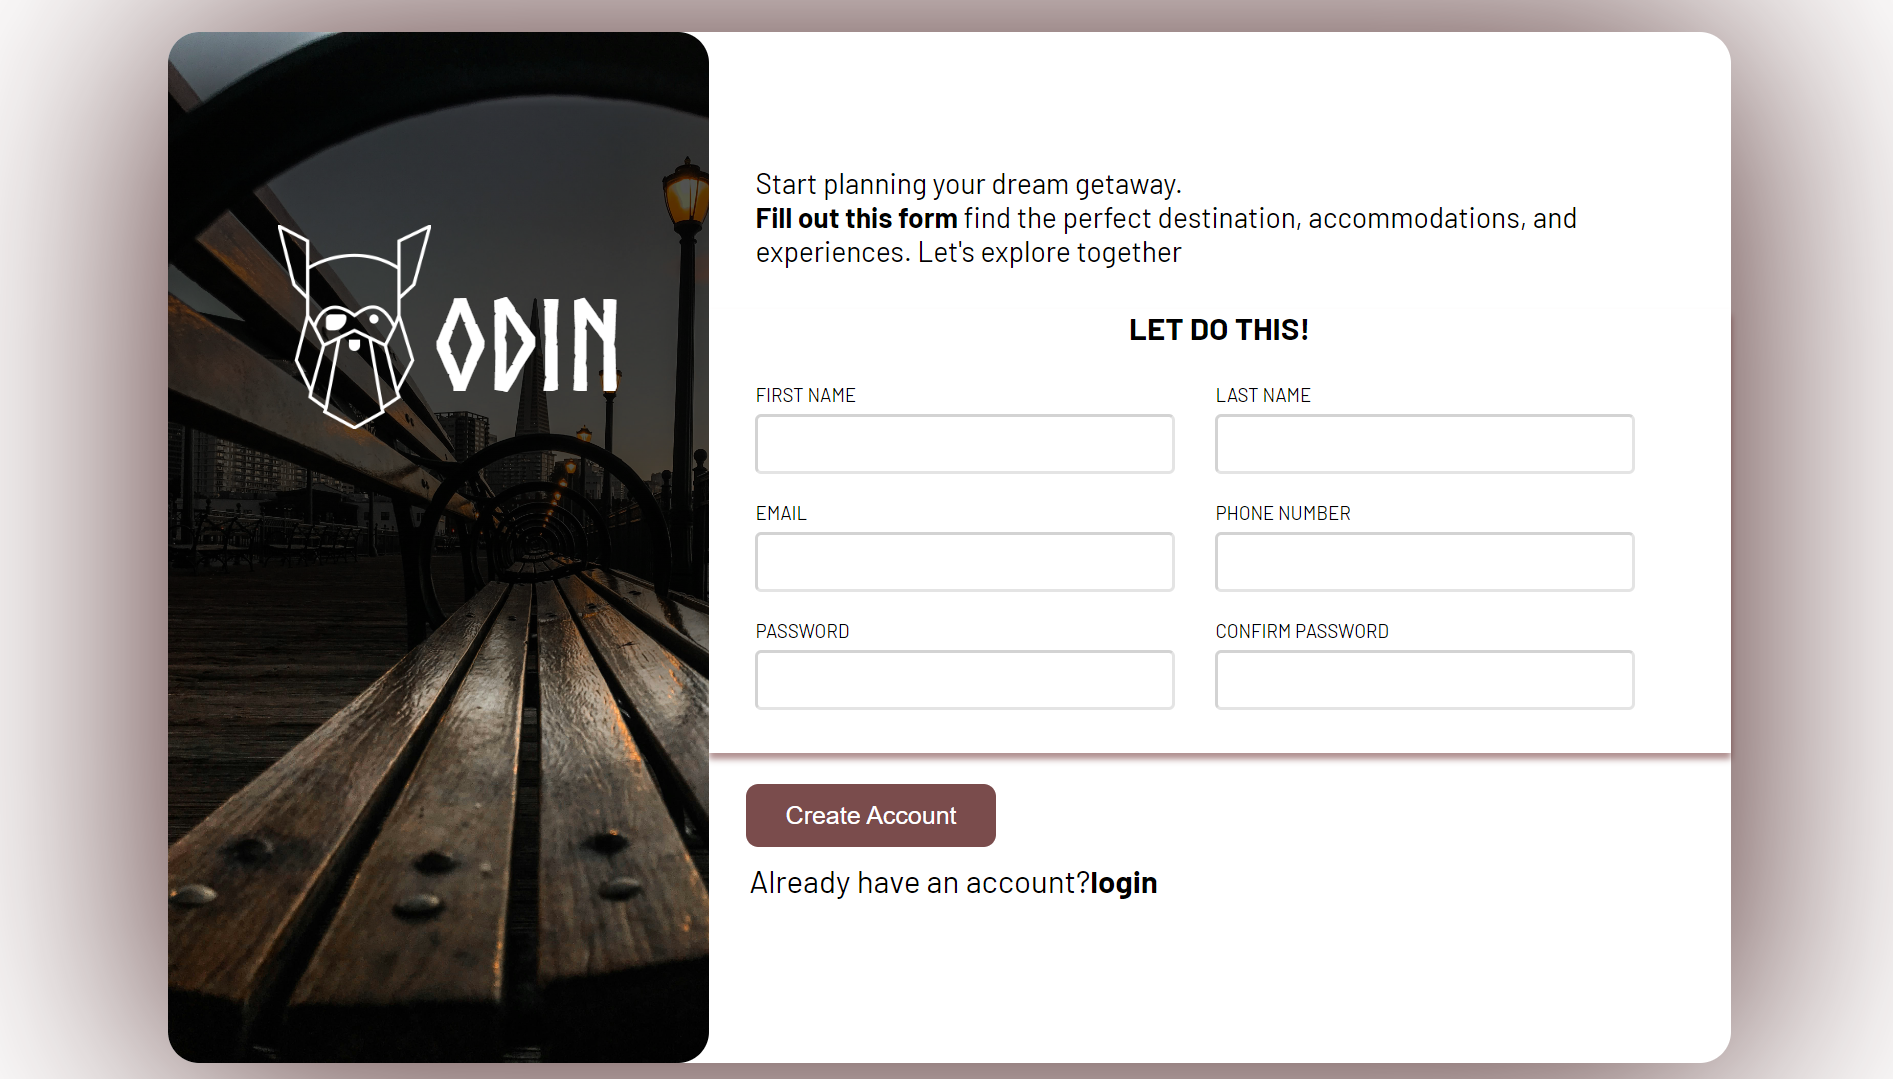 ODIN
Start planning your dream getaway.
Fill out this form find the perfect destination, accommodations, and
experiences. Let's explore together
LET DO THIS!
FIRST NAME
LAST NAME
EMAIL
PHONE NUMBER
PASSWORD
CONFIRM PASSWORD
Create Account
Already have an account?login